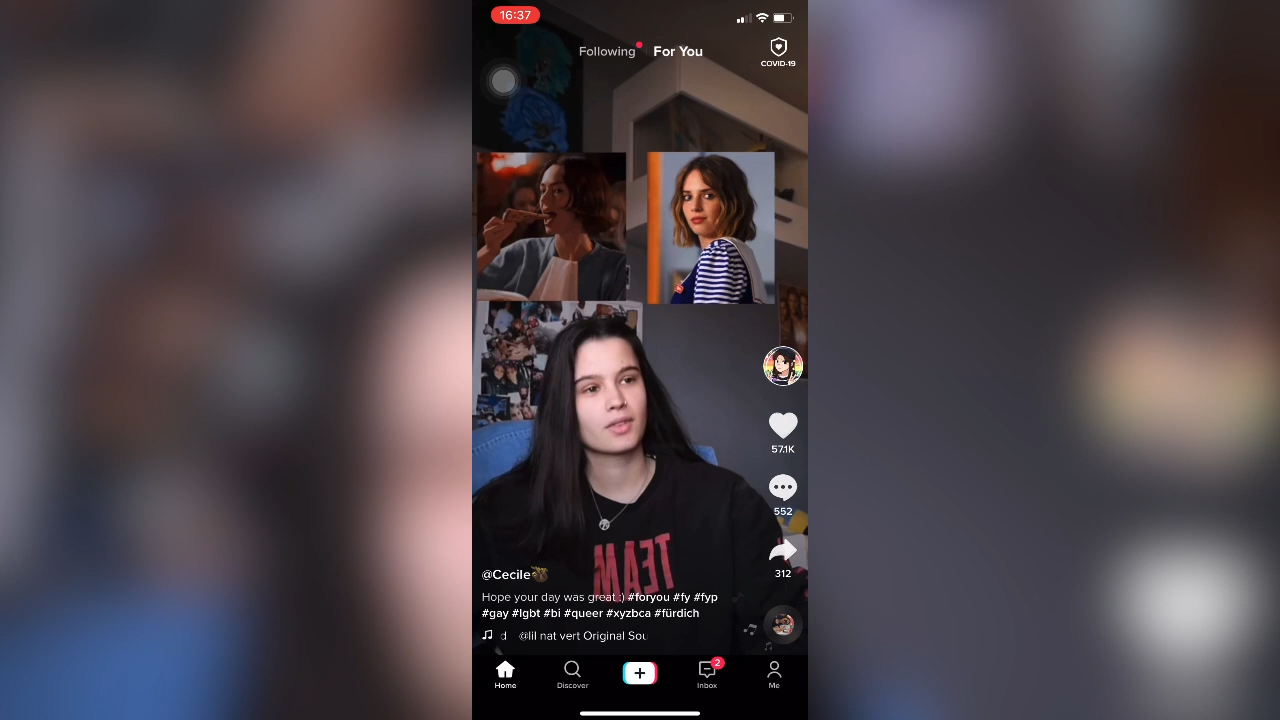 16:37
Following For You
COVID-19
57.1K
552
312
TEAM
@Cecile
Hope your day was great :) #foryou #fy #fyp
#gay #lgbt #bi #queer #xyzbca #fürdich
d @lil nat vert Original Sou
Home Discover Inbox 2 Me